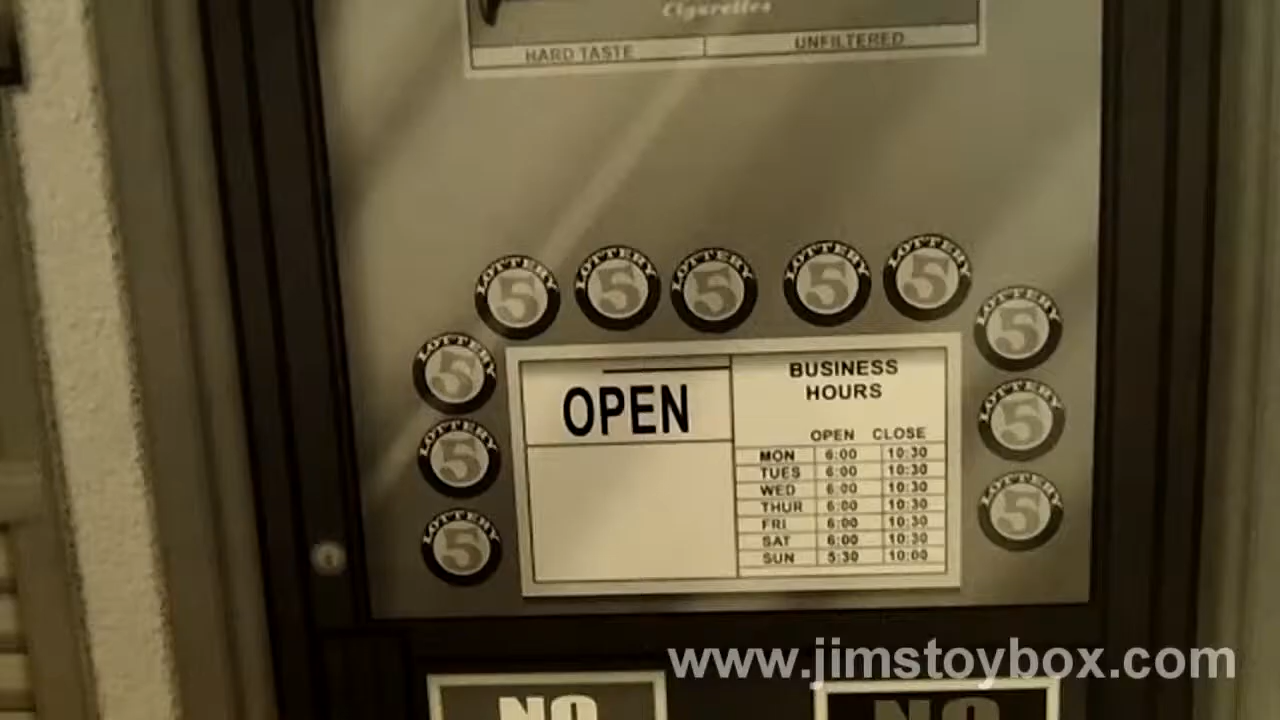 Cigarettes
HARD TASTE UNFILTERED
LOTTERY 5
LOTTERY 5
LOTTERY 5
LOTTERY 5
LOTTERY 5
LOTTERY 5
LOTTERY 5
LOTTERY 5
LOTTERY 5
LOTTERY 5
LOTTERY 5
OPEN
BUSINESS
HOURS
OPEN CLOSE
MON 6:00 10:30
TUES 6:00 10:30
WED 6:00 10:30
THUR 6:00 10:30
FRI 6:00 10:30
SAT 6:00 10:30
SUN 5:30 10:00
www.jimstoybox.com
NO NO